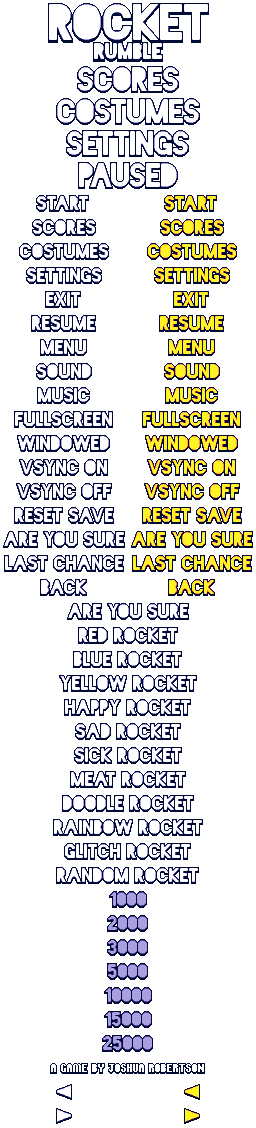 ROCKET
RUMBLE
SCORES
COSTUMES
SETTINGS
PAUSED
START START
SCORES SCORES
COSTUMES COSTUMES
SETTINGS SETTINGS
EXIT EXIT
RESUME RESUME
MENU MENU
SOUND SOUND
MUSIC MUSIC
FULLSCREEN FULLSCREEN
WINDOWED WINDOWED
VSYNC ON VSYNC ON
VSYNC OFF VSYNC OFF
RESET SAVE RESET SAVE
ARE YOU SURE ARE YOU SURE
LAST CHANCE LAST CHANCE
BACK BACK
ARE YOU SURE
RED ROCKET
BLUE ROCKET
YELLOW ROCKET
HAPPY ROCKET
SAD ROCKET
SICK ROCKET
MEAT ROCKET
DOODLE ROCKET
RAINBOW ROCKET
GLITCH ROCKET
RANDOM ROCKET
1000
2000
3000
5000
10000
15000
25000
A GAME BY JOSHUA ROBERTSON